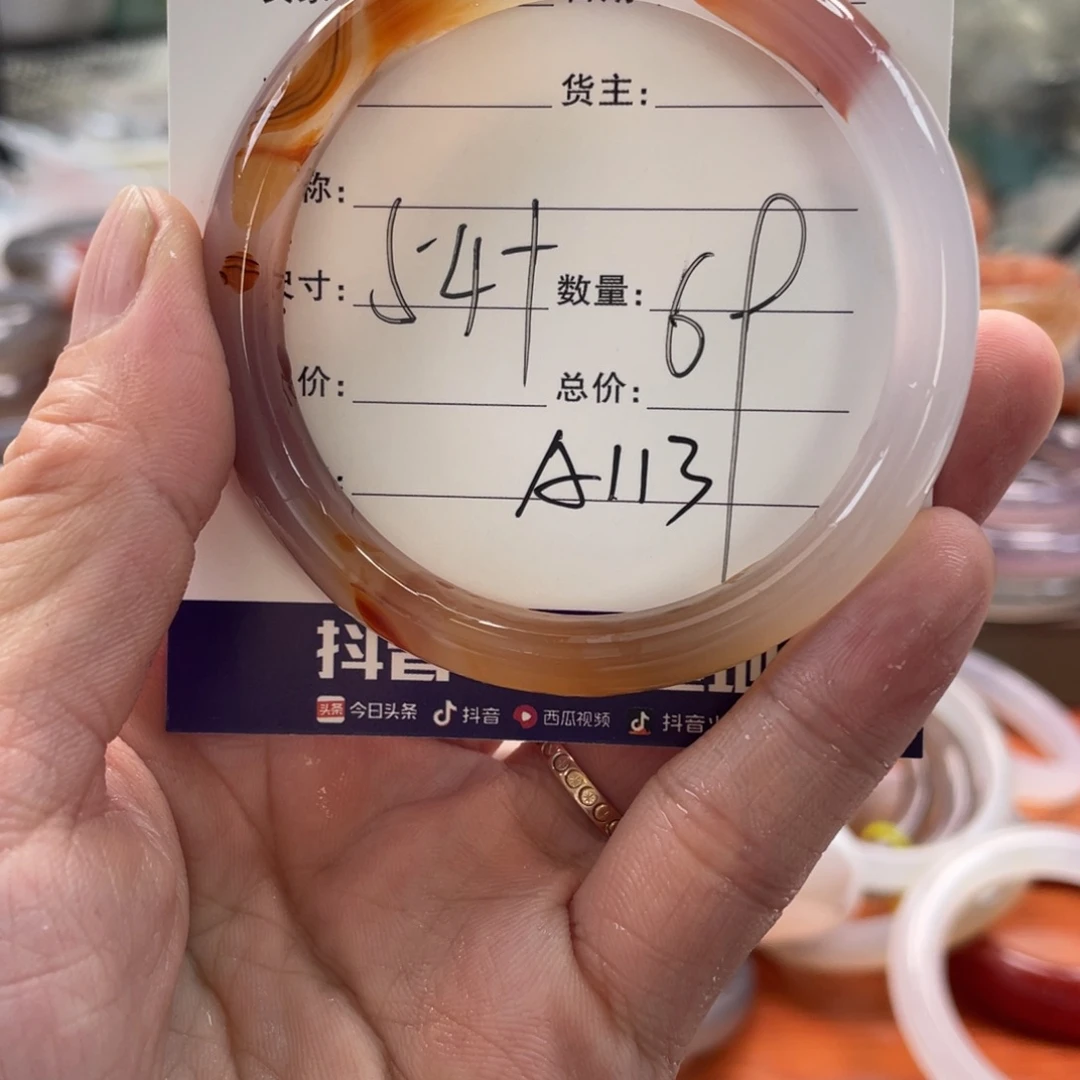 货主：
称：
寸： 54+ 数量： 6
价： 总价：
A113
抖音
今日头条 抖音 西瓜视频 抖音